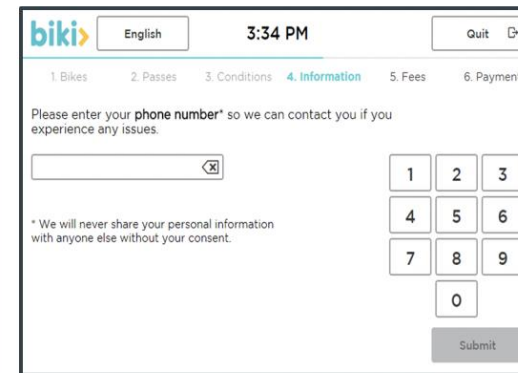 biki
English
3:34 PM
Quit
1. Bikes 2. Passes 3. Conditions 4. Information 5. Fees 6. Payment
Please enter your phone number* so we can contact you if you
experience any issues.
1 2 3
* We will never share your personal information
with anyone else without your consent.
4 5 6
7 8 9
0
Submit